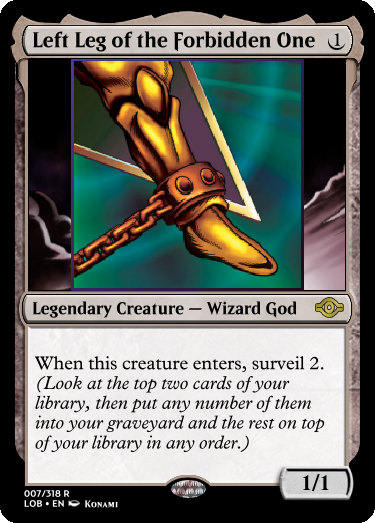 Left Leg of the Forbidden One 1
Legendary Creature — Wizard God
When this creature enters, surveil 2.
(Look at the top two cards of your
library, then put any number of them
into your graveyard and the rest on top
of your library in any order.)
1/1
007/318 R
LOB • EN KONAMI